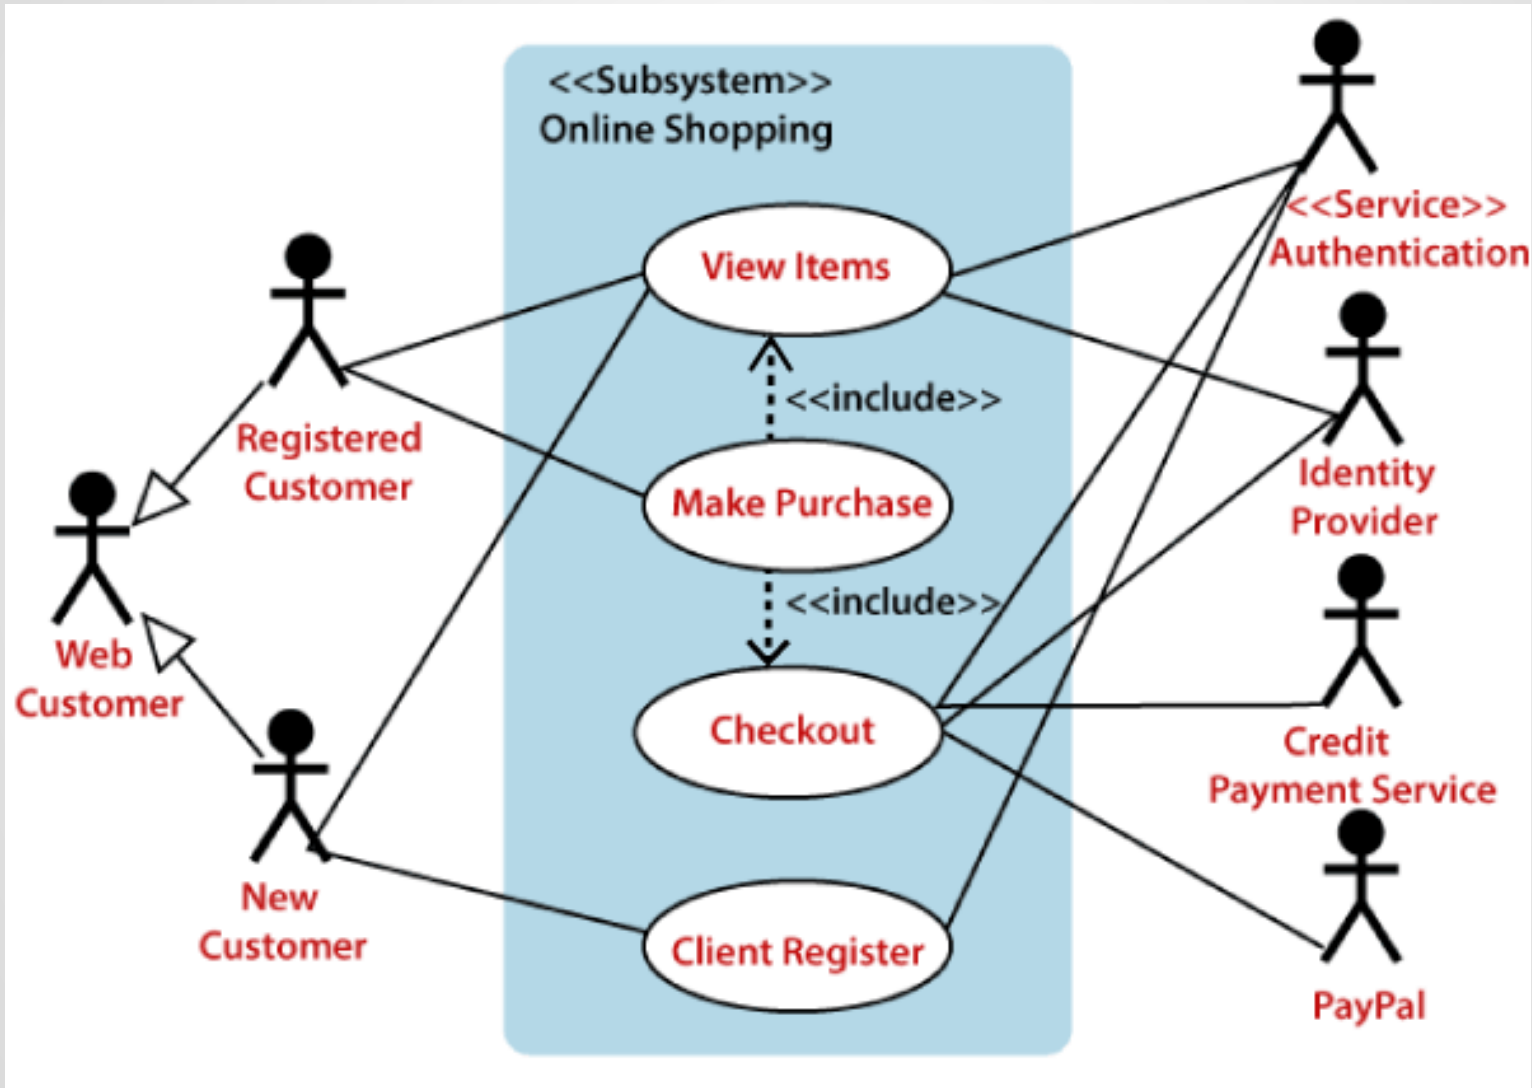 <<Subsystem>>
Online Shopping
View Items
<<include>>
Make Purchase
<<include>>
Checkout
Client Register
Registered
Customer
Web
Customer
New
Customer
<<Service>>
Authentication
Identity
Provider
Credit
Payment Service
PayPal